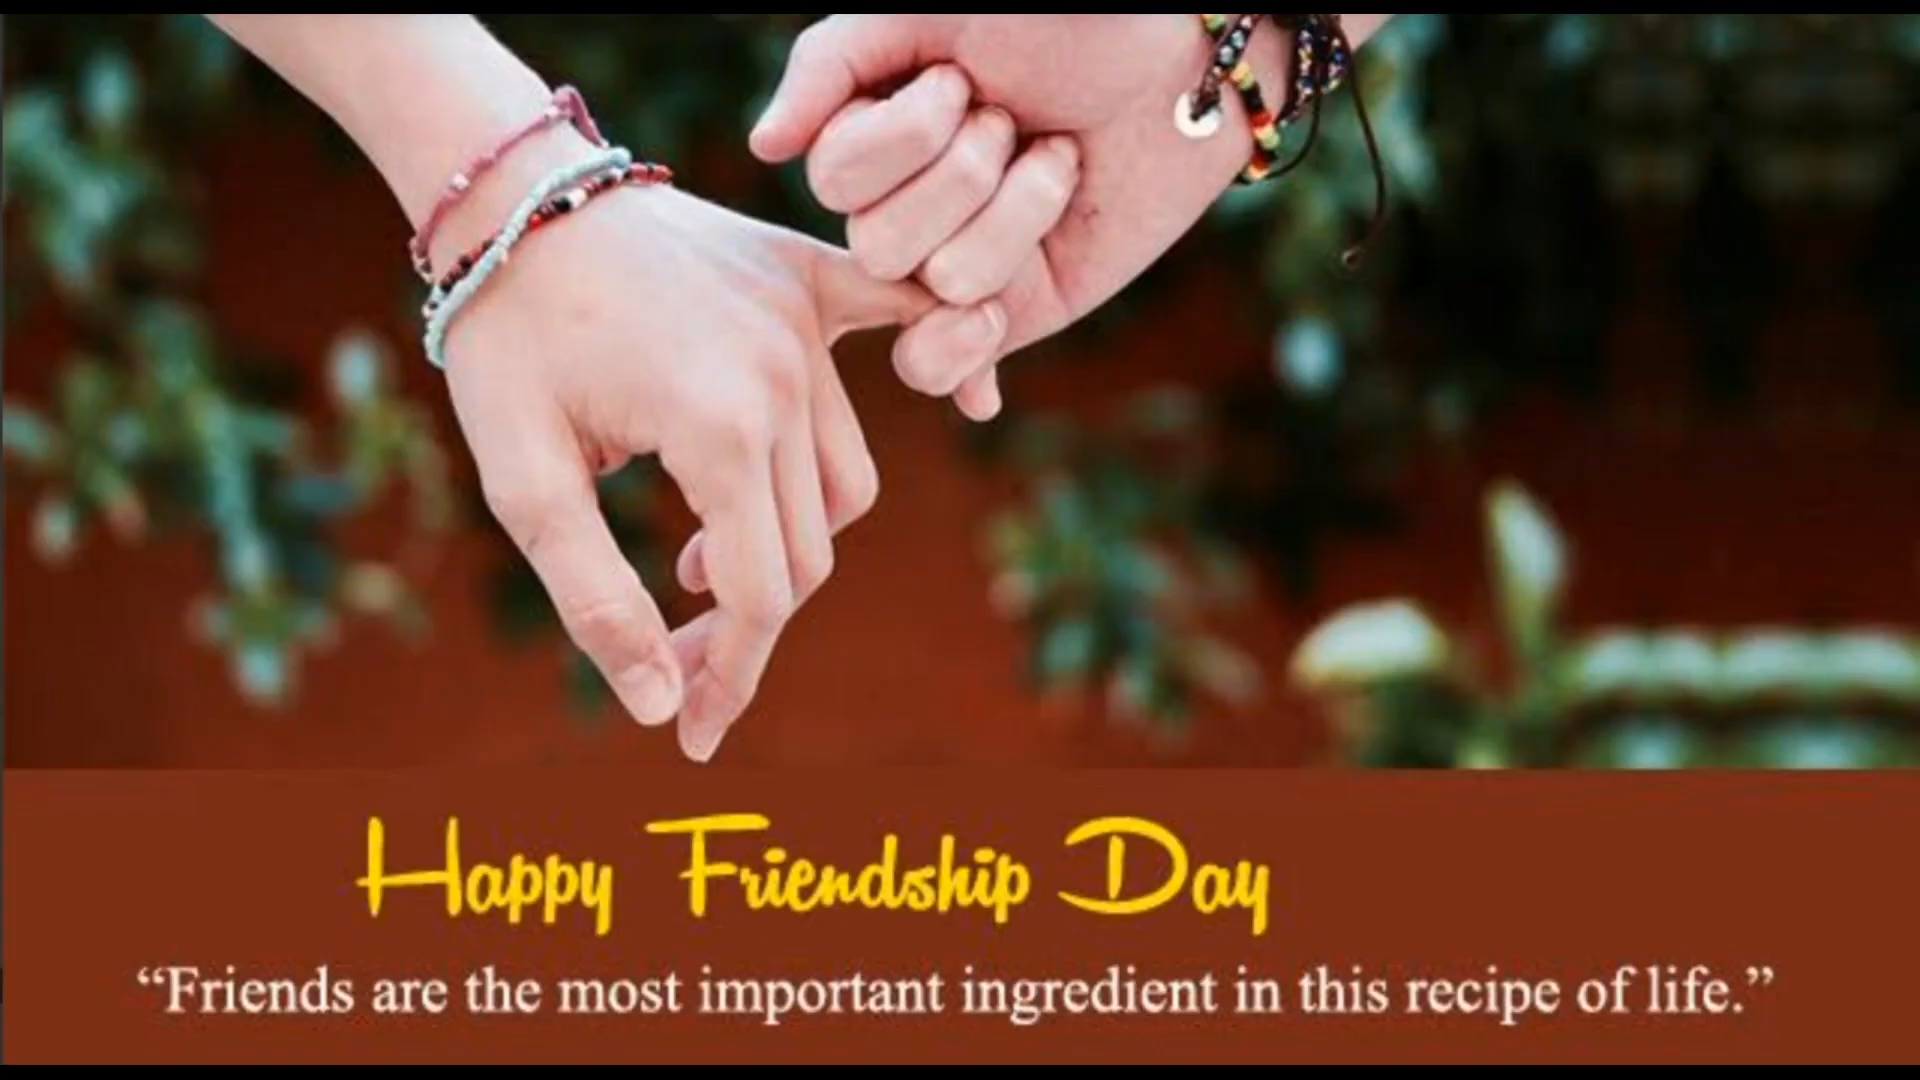 Happy Friendship Day
“Friends are the most important ingredient in this recipe of life.”